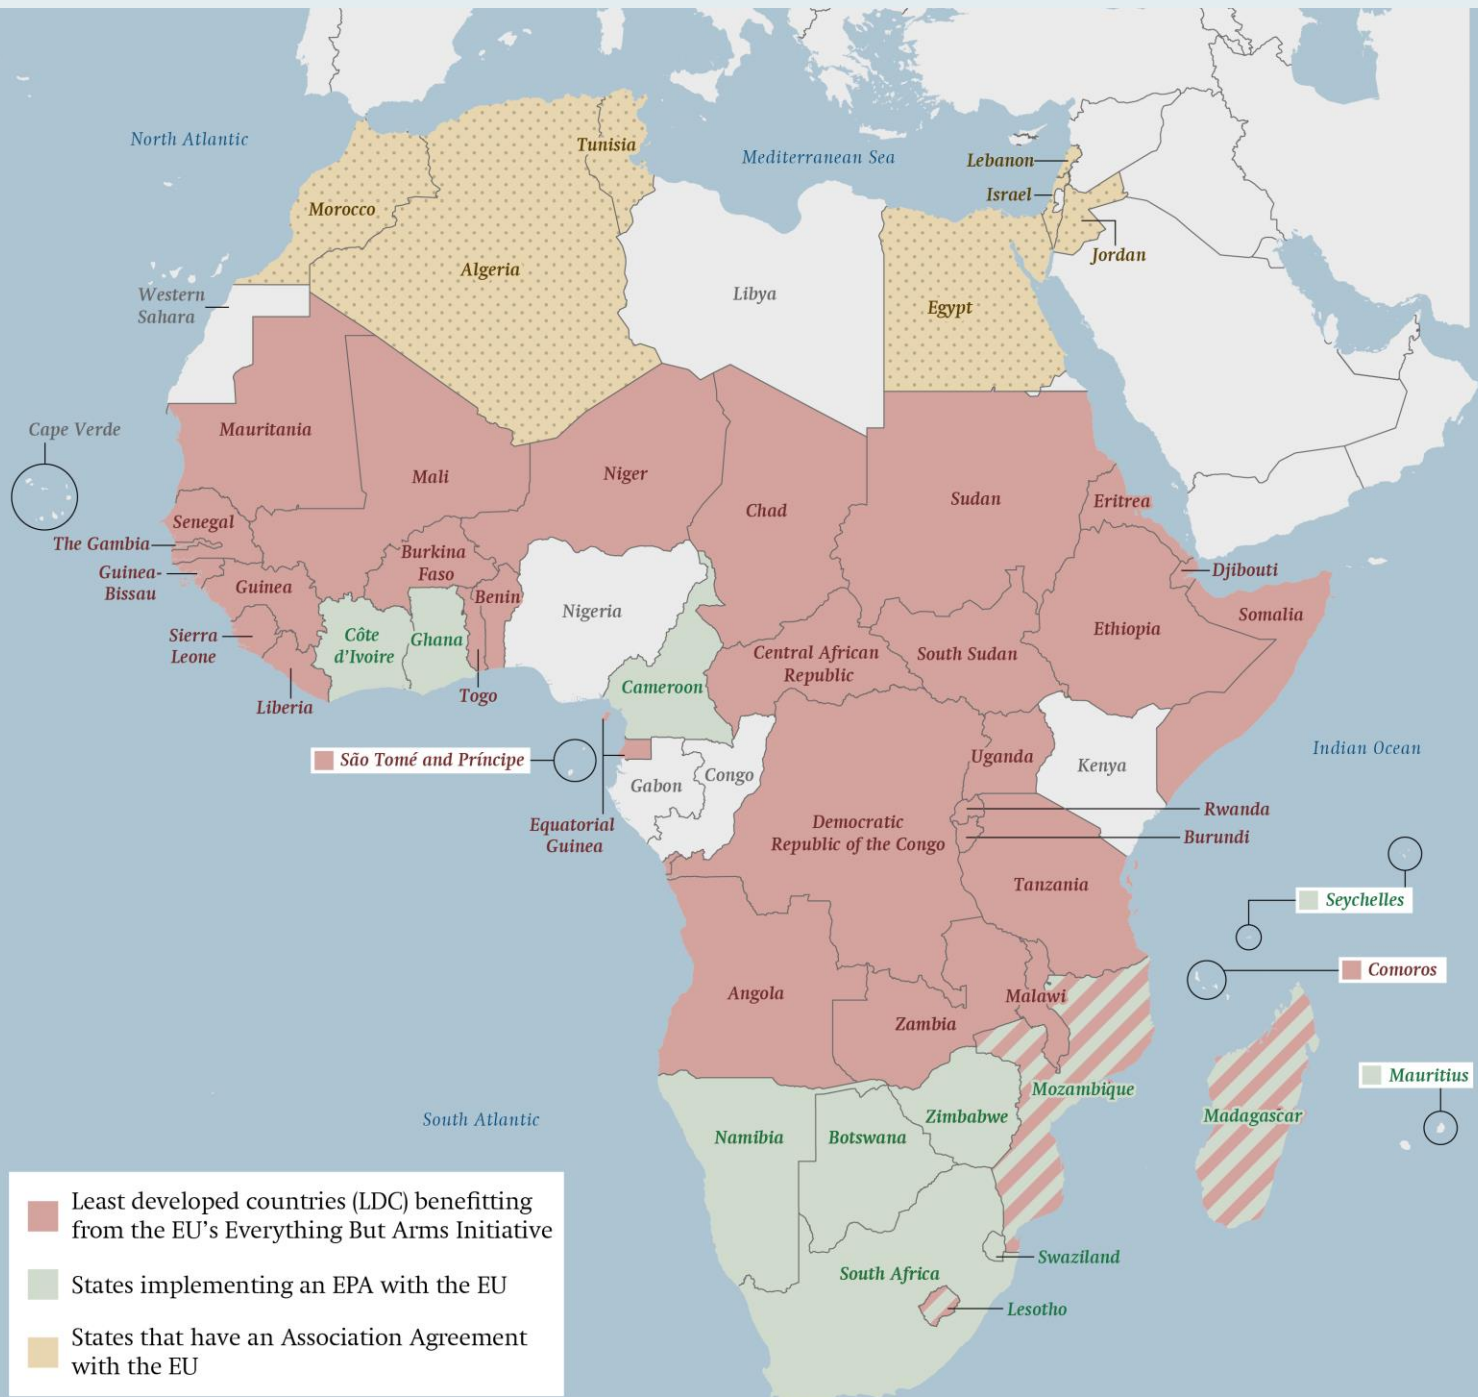 North Atlantic
Mediterranean Sea
Tunisia
Lebanon
Israel
Morocco
Jordan
Algeria
Western
Sahara
Libya
Egypt
Cape Verde
Mauritania
Mali
Niger
Chad
Sudan
Eritrea
Senegal
The Gambia
Guinea-
Bissau
Guinea
Burkina
Faso
Benin
Nigeria
Djibouti
Somalia
Ethiopia
Sierra
Leone
Côte
d’Ivoire
Ghana
Central African
Republic
South Sudan
Liberia
Togo
Cameroon
São Tomé and Príncipe
Gabon
Congo
Uganda
Kenya
Indian Ocean
Equatorial
Guinea
Democratic
Republic of the Congo
Rwanda
Burundi
Tanzania
Seychelles
Comoros
Angola
Malawi
Zambia
Mauritius
Mozambique
Madagascar
South Atlantic
Namibia
Botswana
Zimbabwe
Swaziland
South Africa
Lesotho
Least developed countries (LDC) benefitting
from the EU’s Everything But Arms Initiative
States implementing an EPA with the EU
States that have an Association Agreement
with the EU